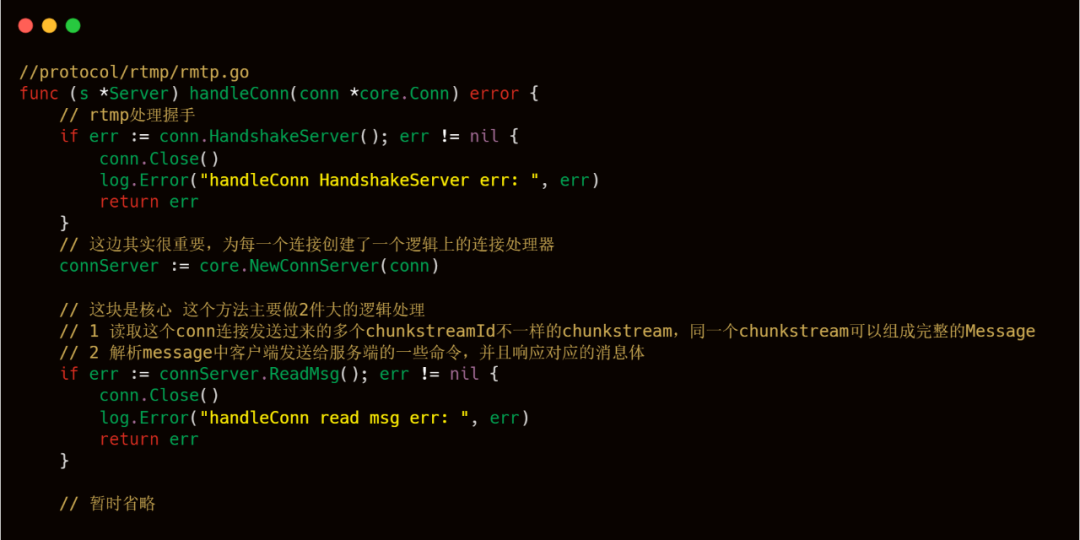 //protocol/rtmp/rmtp.go
func (s *Server) handleConn(conn *core.Conn) error {
    // rtmp处理握手
    if err := conn.HandshakeServer(); err != nil {
        conn.Close()
        log.Error("handleConn HandshakeServer err: ", err)
        return err
    }
    // 这边其实很重要，为每一个连接创建了一个逻辑上的连接处理器
    connServer := core.NewConnServer(conn)
    // 这块是核心 这个方法主要做2件大的逻辑处理
    // 1 读取这个conn连接发送过来的多个chunkstreamId不一样的chunkstream，同一个chunkstream可以组成完整的Message
    // 2 解析message中客户端发送给服务端的一些命令，并且响应对应的消息体
    if err := connServer.ReadMsg(); err != nil {
        conn.Close()
        log.Error("handleConn read msg err: ", err)
        return err
    }
    // 暂时省略